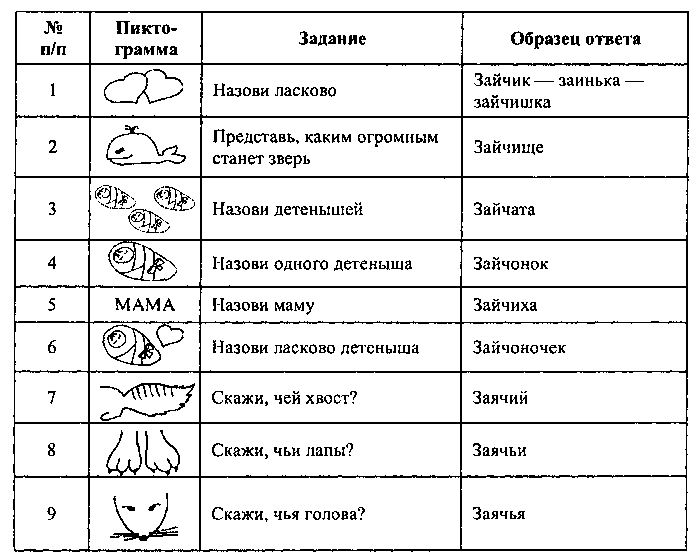 № п/п Пикто-грамма Задание Образец ответа
1 Назови ласково Зайчик — заинька —
зайчишка
2 Представь, каким огромным
станет зверь Зайчище
3 Назови детенышей Зайчата
4 Назови одного детеныша Зайчонок
5 МАМА Назови маму Зайчиха
6 Назови ласково детеныша Зайчоночек
7 Скажи, чей хвост? Заячий
8 Скажи, чьи лапы? Заячьи
9 Скажи, чья голова? Заячья